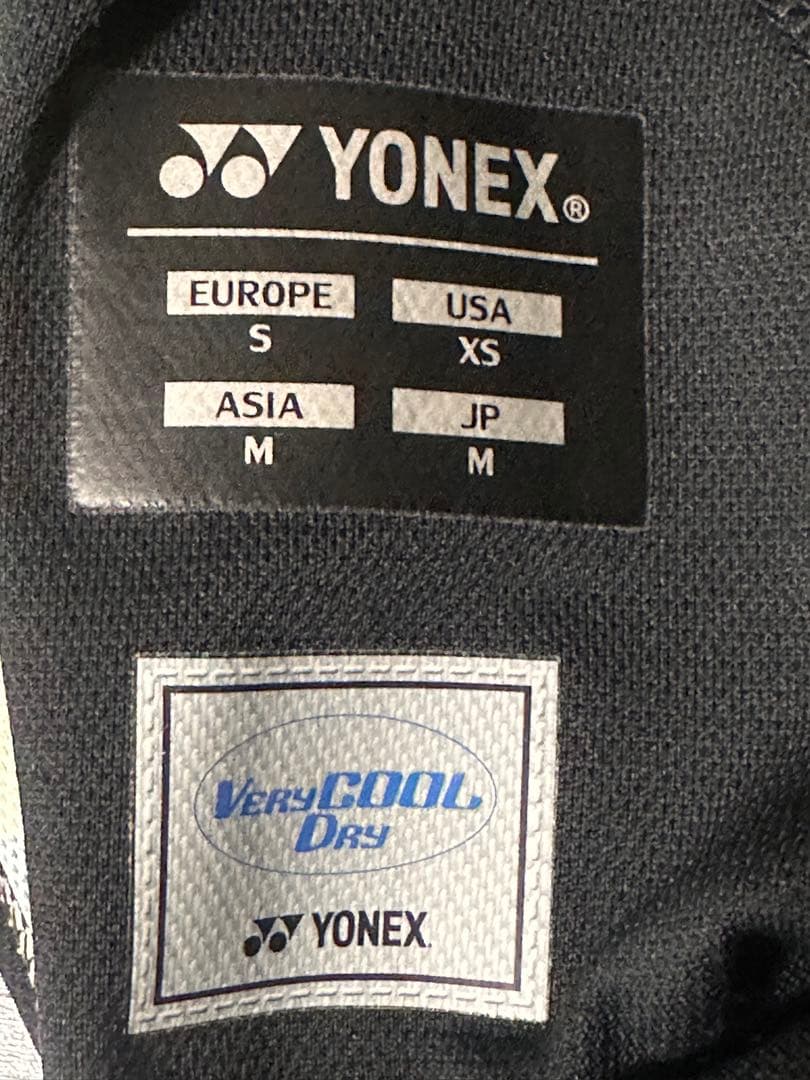 YONEX®
EUROPE USA
S XS
ASIA JP
M M
VERYCOOL
DRY
YONEX.